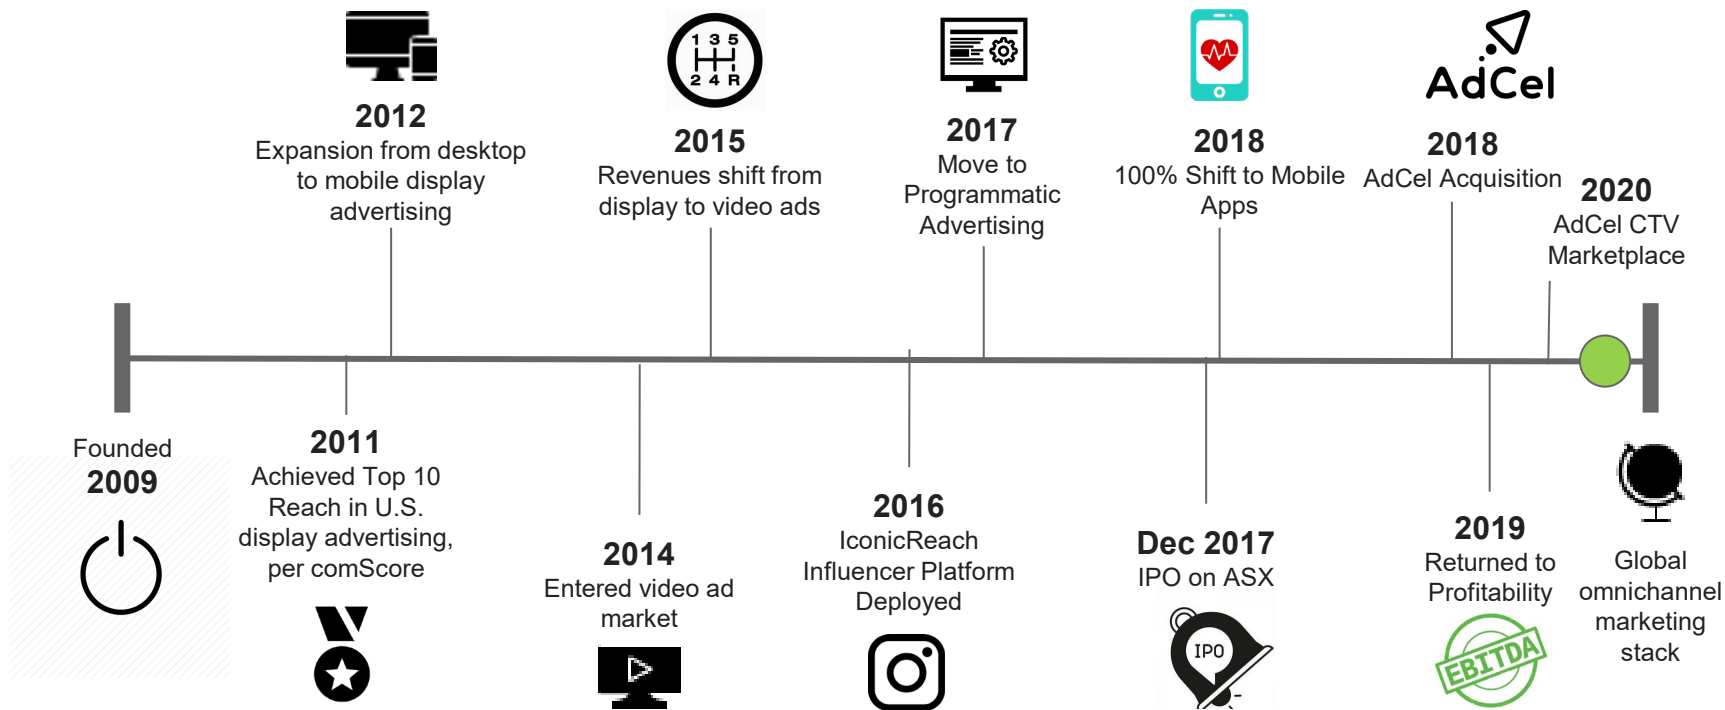 1 3 5
2 4 R
AdCel
2012
Expansion from desktop
to mobile display
advertising
2015
Revenues shift from
display to video ads
2017
Move to
Programmatic
Advertising
2018
100% Shift to Mobile
Apps
2018
AdCel Acquisition
2020
AdCel CTV
Marketplace
Founded
2009
2011
Achieved Top 10
Reach in U.S.
display advertising,
per comScore
2014
Entered video ad
market
2016
IconicReach
Influencer Platform
Deployed
Dec 2017
IPO on ASX
IPO
2019
Returned to
Profitability
EBITDA
Global
omnichannel
marketing
stack